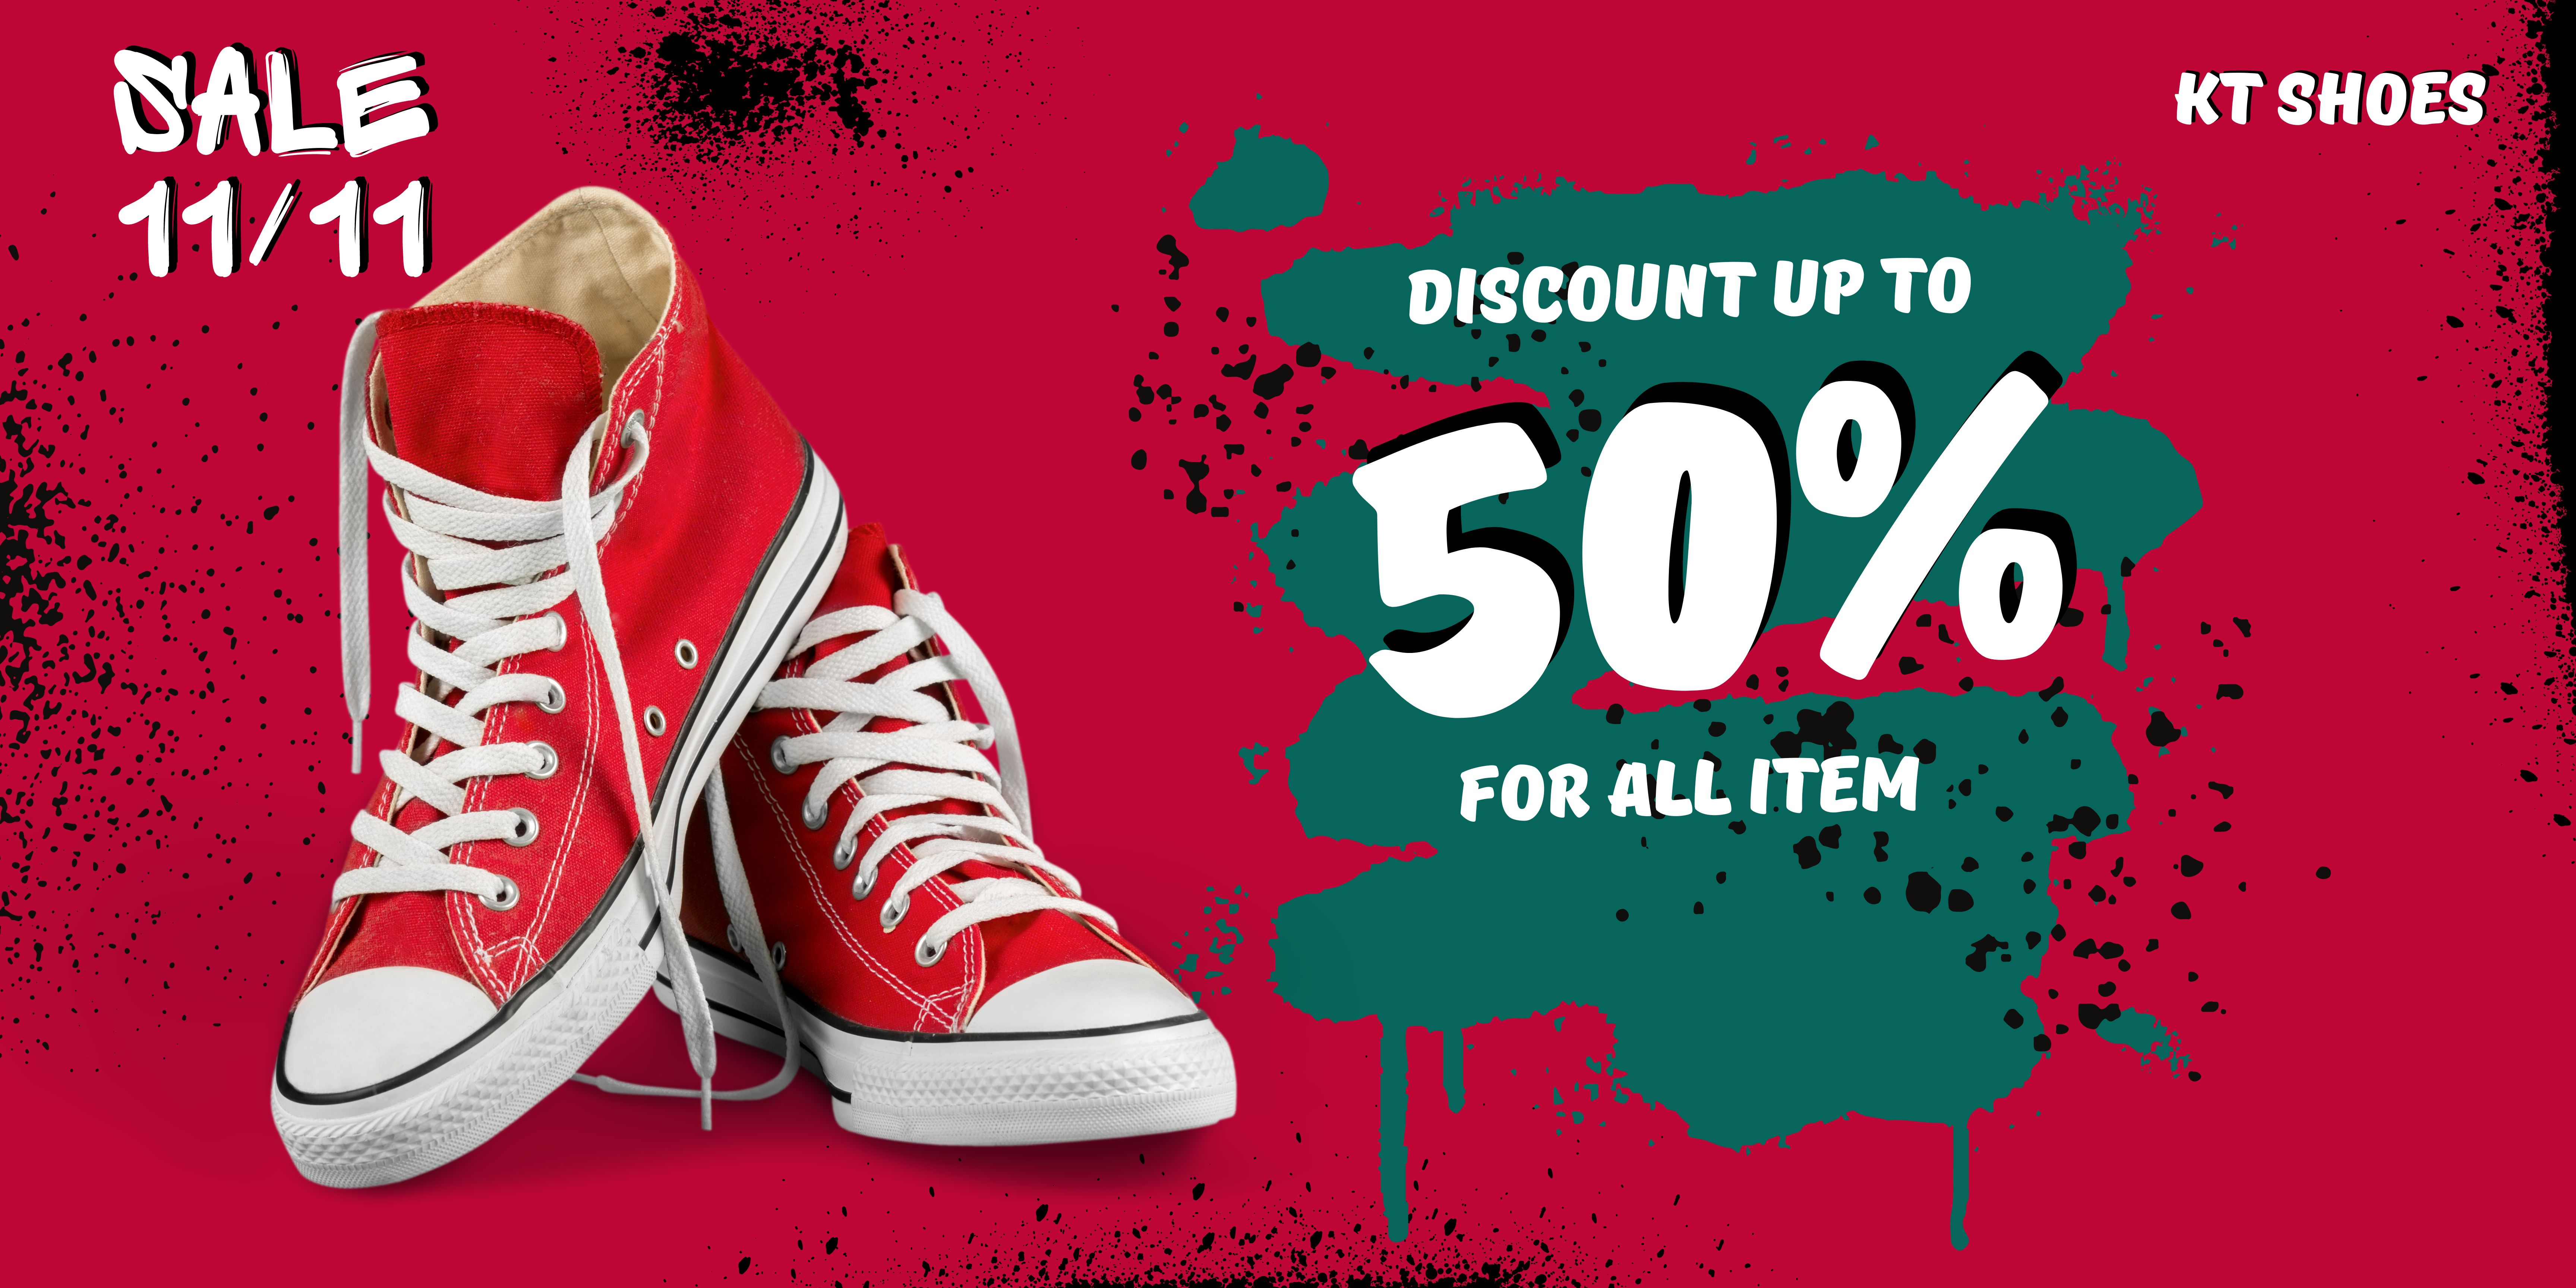 SALE
11/11
KT SHOES
DISCOUNT UP TO
50%
FOR ALL ITEM